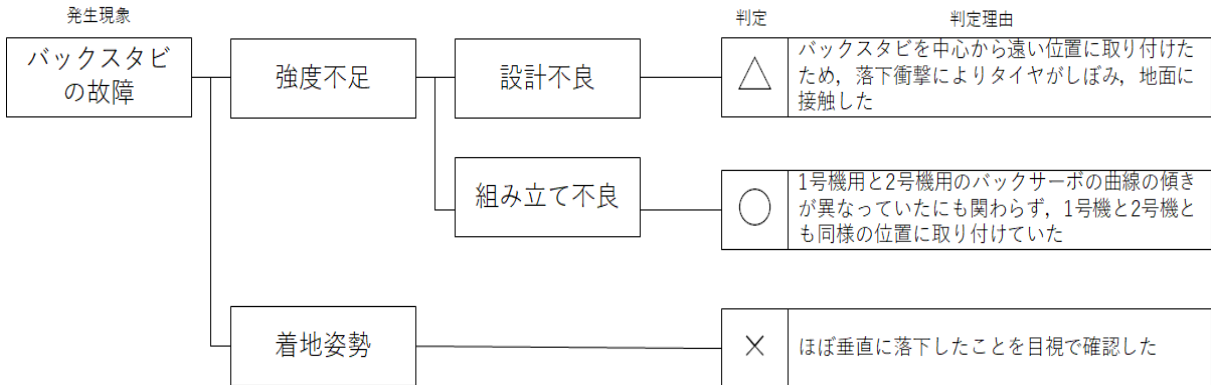 発生現象
判定
判定理由
バックスタビ
の故障
強度不足
設計不良
△
バックスタビを中心から遠い位置に取り付けた
ため，落下衝撃によりタイヤがしぼみ，地面に
接触した
組み立て不良
○
1号機用と2号機用のバックサーボの曲線の傾き
が異なっていたにも関わらず，1号機と2号機と
も同様の位置に取り付けていた
着地姿勢
×
ほぼ垂直に落下したことを目視で確認した